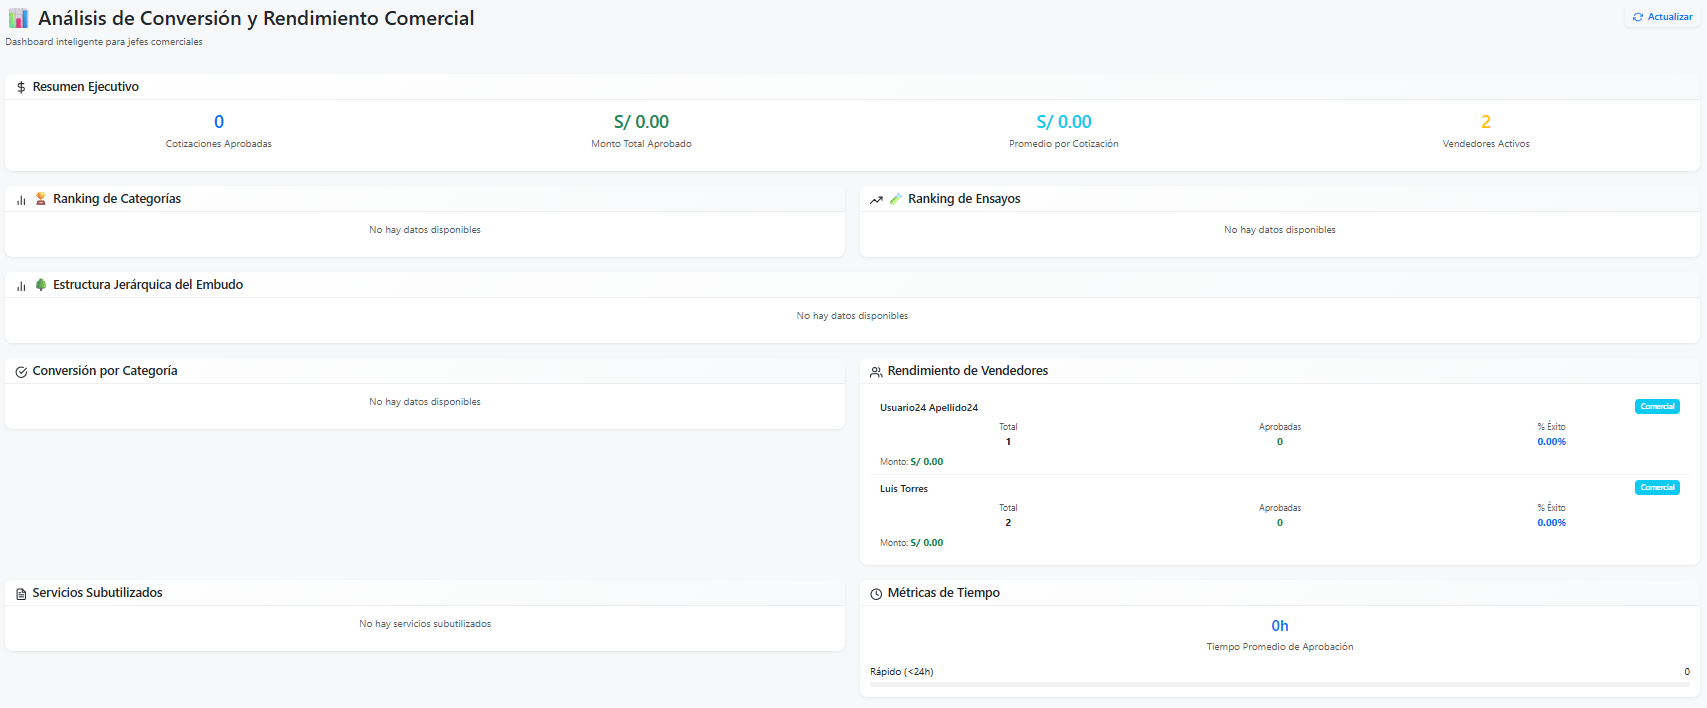 Análisis de Conversión y Rendimiento Comercial
Actualizar
Dashboard inteligente para jefes comerciales
Resumen Ejecutivo
0
Cotizaciones Aprobadas
S/ 0.00
Monto Total Aprobado
S/ 0.00
Promedio por Cotización
2
Vendedores Activos
Ranking de Categorías
No hay datos disponibles
Ranking de Ensayos
No hay datos disponibles
Estructura Jerárquica del Embudo
No hay datos disponibles
Conversión por Categoría
No hay datos disponibles
Rendimiento de Vendedores
Usuario24 Apellido24
Comercial
Total
1
Aprobadas
0
% Éxito
0.00%
Monto: S/ 0.00
Luis Torres
Comercial
Total
2
Aprobadas
0
% Éxito
0.00%
Monto: S/ 0.00
Servicios Subutilizados
No hay servicios subutilizados
Métricas de Tiempo
0h
Tiempo Promedio de Aprobación
Rápido (<24h)
0